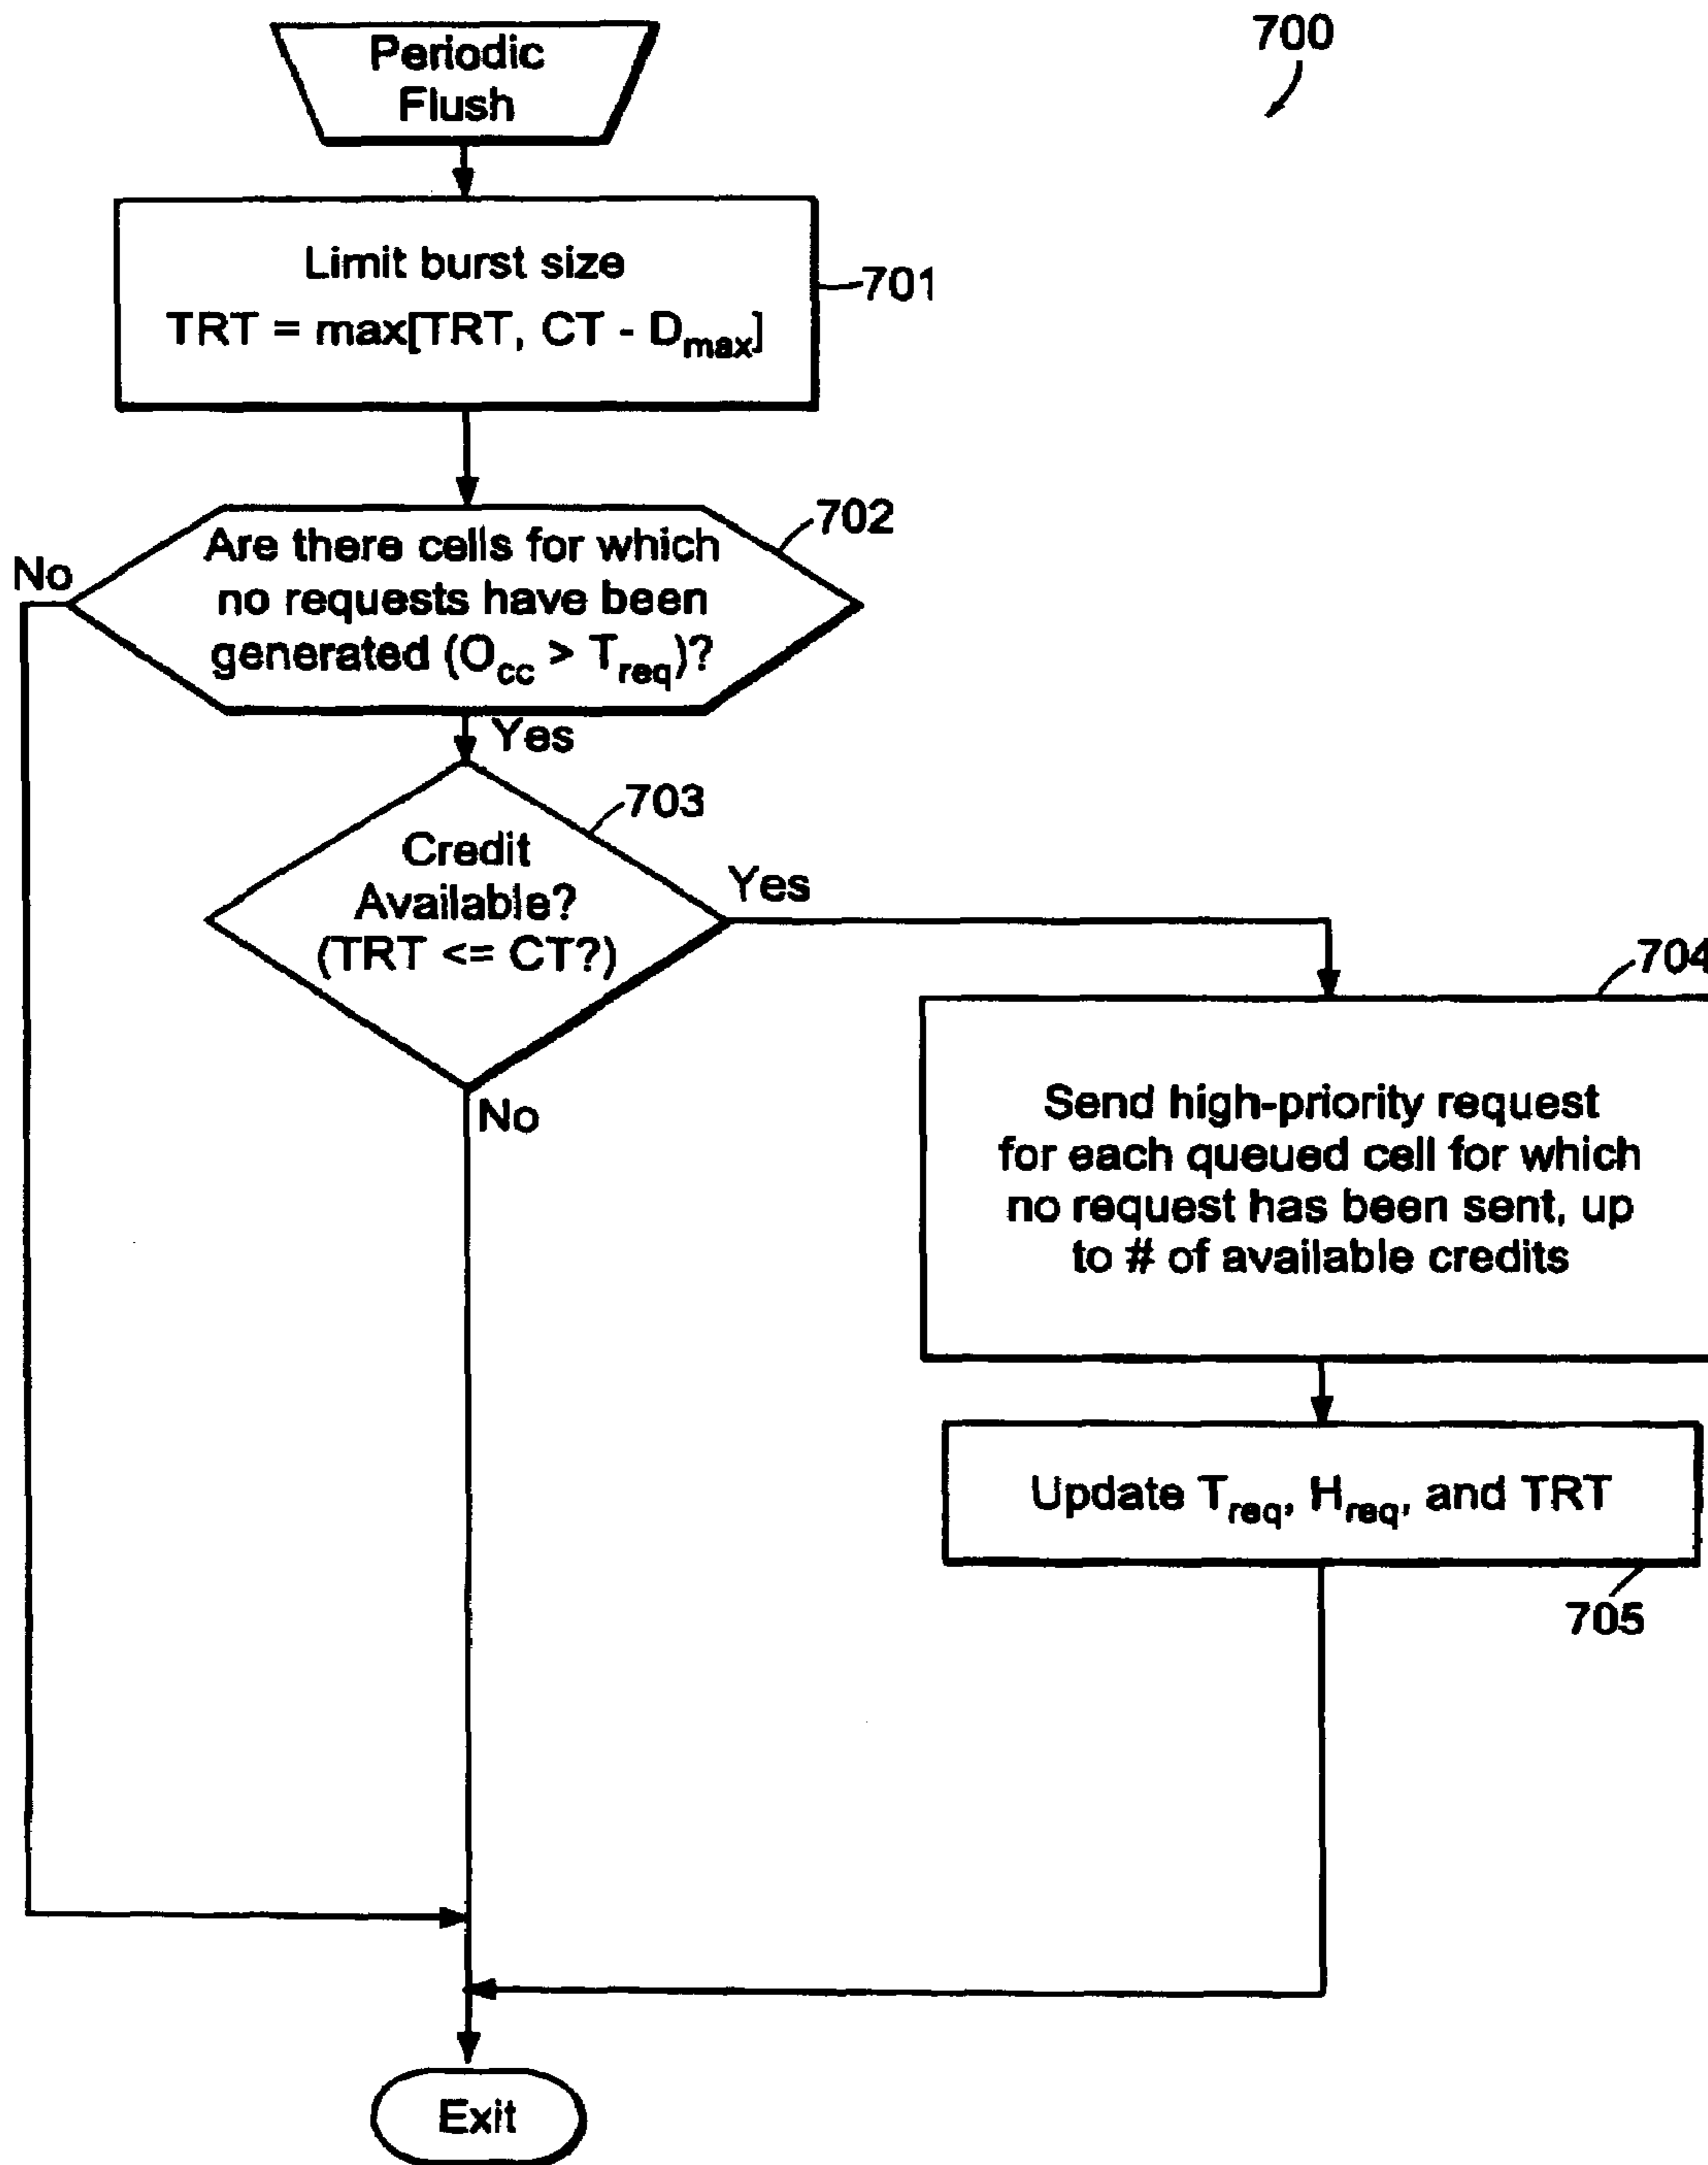 Periodic
Flush
700
Limit burst size
TRT = max[TRT, CT - Dmax]
701
Are there cells for which
no requests have been
generated (Occ > Treq)?
702
No
Yes
Credit
Available?
(TRT <= CT?)
703
Yes
No
704
Send high-priority request
for each queued cell for which
no request has been sent, up
to # of available credits
Update Treq, Hreq, and TRT
705
Exit